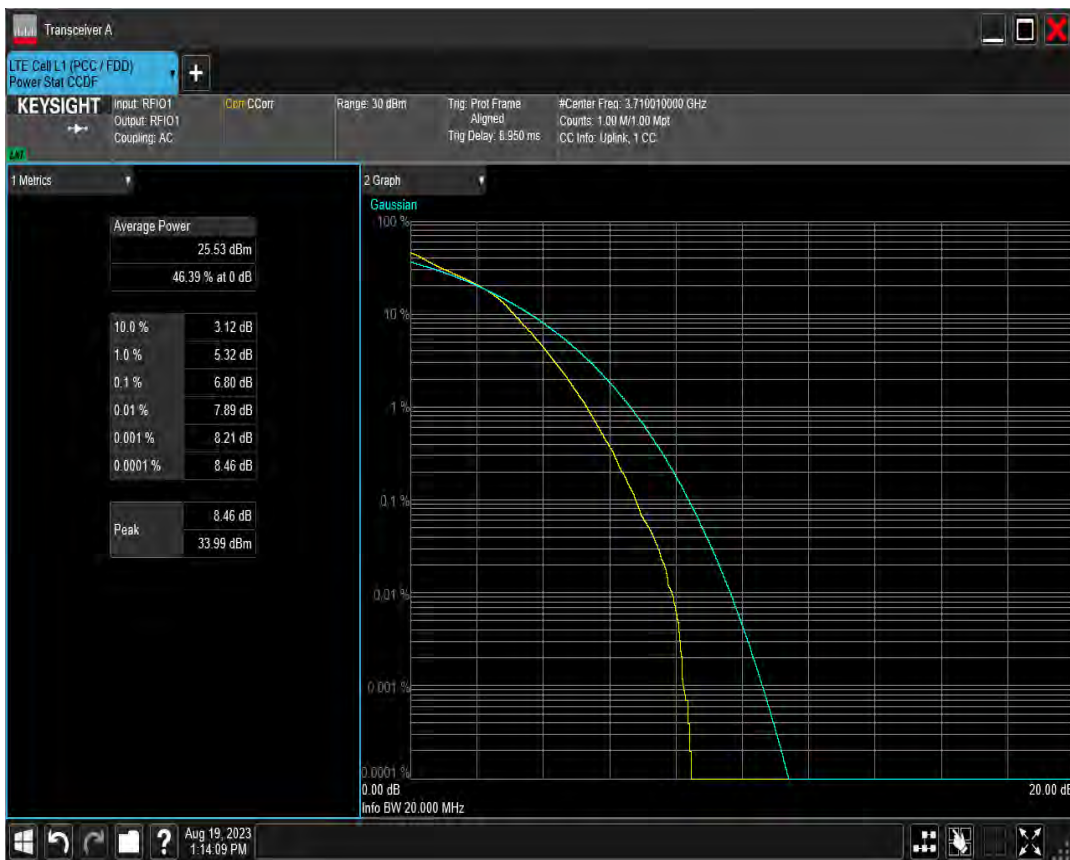 Transceiver A
LTE Cell L1 (PCC / FDD)
Power Stat CCDF
KEYSIGHT
Input: RFIO1
Output: RFIO1
Coupling: AC
Corr CCorr
Range: 30 dBm
Trig: Prot Frame
Aligned
Trig Delay: 8.950 ms
#Center Freq: 3.710010000 GHz
Counts: 1.00 M/1.00 Mpt
CC Info: Uplink, 1 CC
1 Metrics
Average Power
25.53 dBm
46.39 % at 0 dB
10.0 % 3.12 dB
1.0 % 5.32 dB
0.1 % 6.80 dB
0.01 % 7.89 dB
0.001 % 8.21 dB
0.0001 % 8.46 dB
Peak
8.46 dB
33.99 dBm
2 Graph
Gaussian
100 %
10 %
1 %
0.1 %
0.01 %
0.001 %
0.0001 %
0.00 dB
20.00 dB
Info BW 20.000 MHz
?
Aug 19, 2023
1:14:09 PM